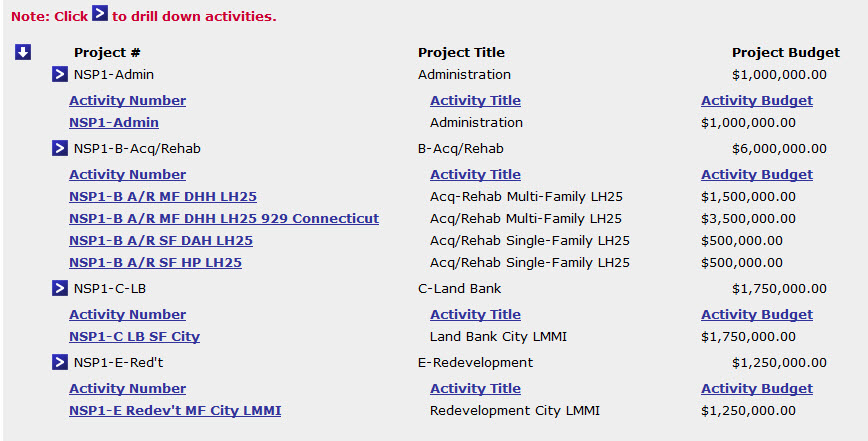 Note: Click > to drill down activities.
Project # Project Title Project Budget
NSP1-Admin Administration $1,000,000.00
Activity Number Activity Title Activity Budget
NSP1-Admin Administration $1,000,000.00
NSP1-B-Acq/Rehab B-Acq/Rehab $6,000,000.00
Activity Number Activity Title Activity Budget
NSP1-B A/R MF DHH LH25 Acq-Rehab Multi-Family LH25 $1,500,000.00
NSP1-B A/R MF DHH LH25 929 Connecticut Acq/Rehab Multi-Family LH25 $3,500,000.00
NSP1-B A/R SF DAH LH25 Acq/Rehab Single-Family LH25 $500,000.00
NSP1-B A/R SF HP LH25 Acq/Rehab Single-Family LH25 $500,000.00
NSP1-C-LB C-Land Bank $1,750,000.00
Activity Number Activity Title Activity Budget
NSP1-C LB SF City Land Bank City LMMI $1,750,000.00
NSP1-E-Red't E-Redevelopment $1,250,000.00
Activity Number Activity Title Activity Budget
NSP1-E Redev't MF City LMMI Redevelopment City LMMI $1,250,000.00